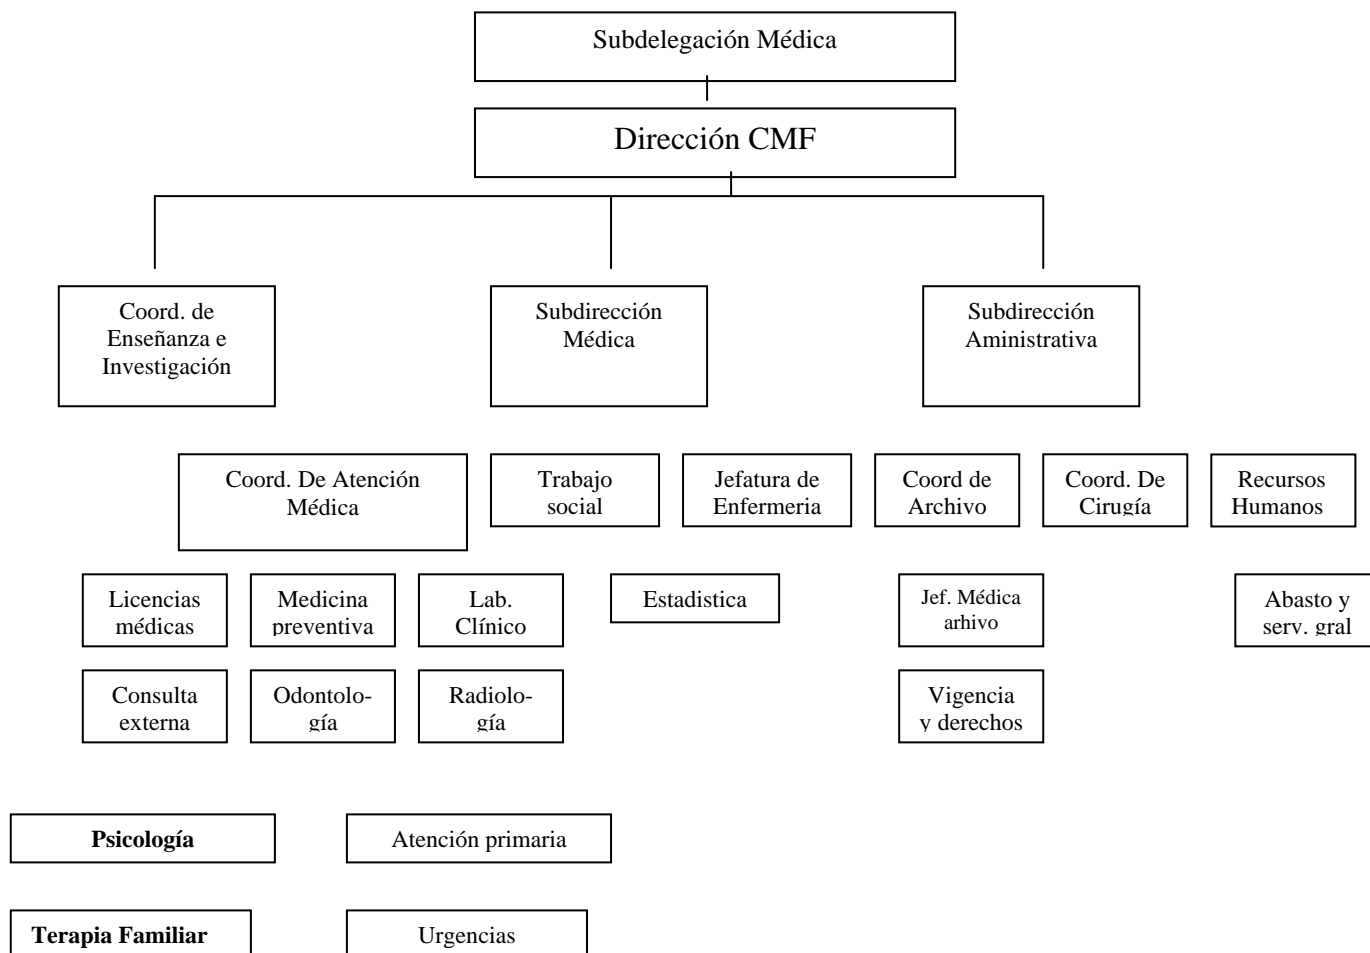 Subdelegación Médica
Dirección CMF
Coord. de
Enseñanza e
Investigación
Subdirección
Médica
Subdirección
Aministrativa
Coord. De Atención
Médica
Trabajo
social
Jefatura de
Enfermeria
Coord de
Archivo
Coord. De
Cirugía
Recursos
Humanos
Licencias
médicas
Medicina
preventiva
Lab.
Clínico
Estadistica
Jef. Médica
arhivo
Abasto y
serv. gral
Consulta
externa
Odontolo-
gía
Radiolo-
gía
Vigencia
y derechos
Psicología
Atención primaria
Terapia Familiar
Urgencias